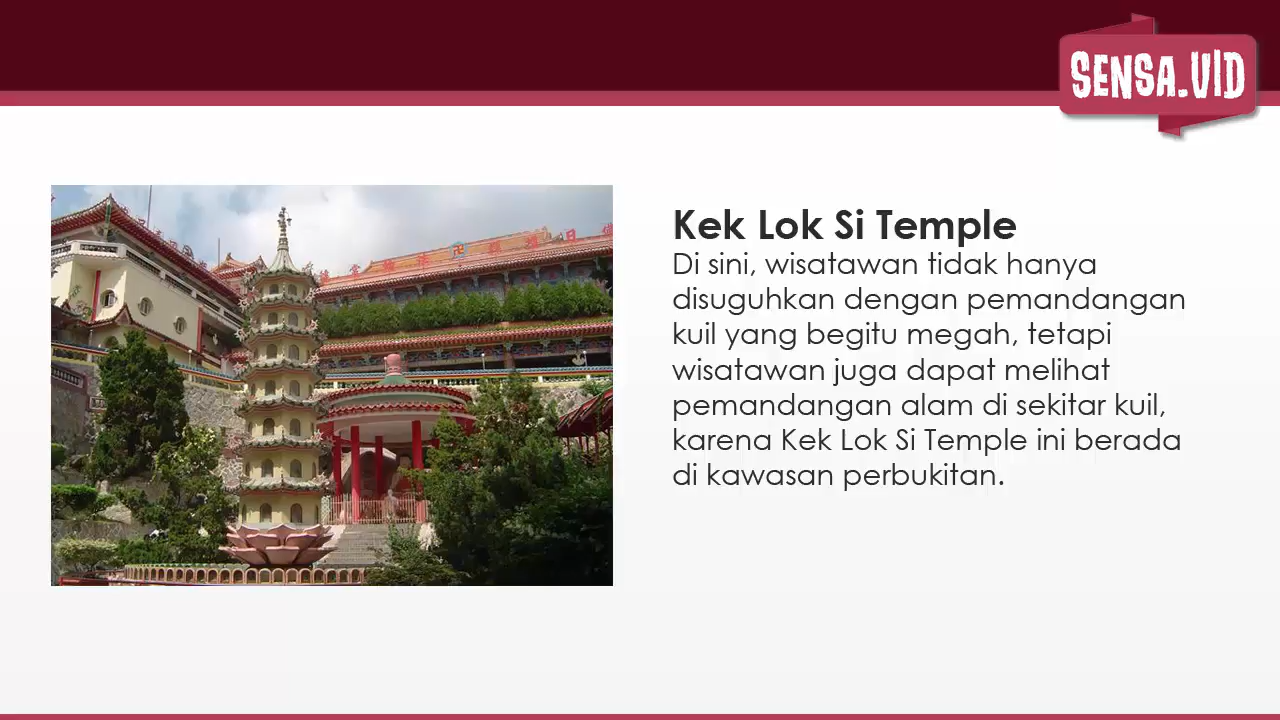 SENSA.VID
Kek Lok Si Temple
Di sini, wisatawan tidak hanya
disuguhkan dengan pemandangan
kuil yang begitu megah, tetapi
wisatawan juga dapat melihat
pemandangan alam di sekitar kuil,
karena Kek Lok Si Temple ini berada
di kawasan perbukitan.